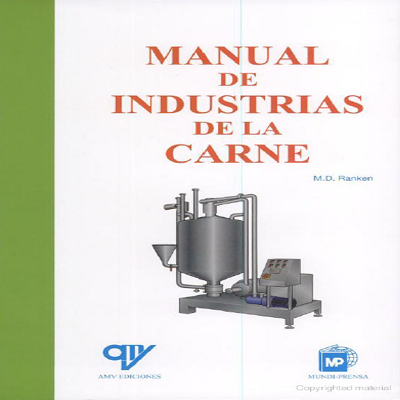 MANUAL
DE
INDUSTRIAS
DE LA
CARNE
M.D. Ranken
AMV EDICIONES
MP
MUNDI-PRENSA
Copyrighted material